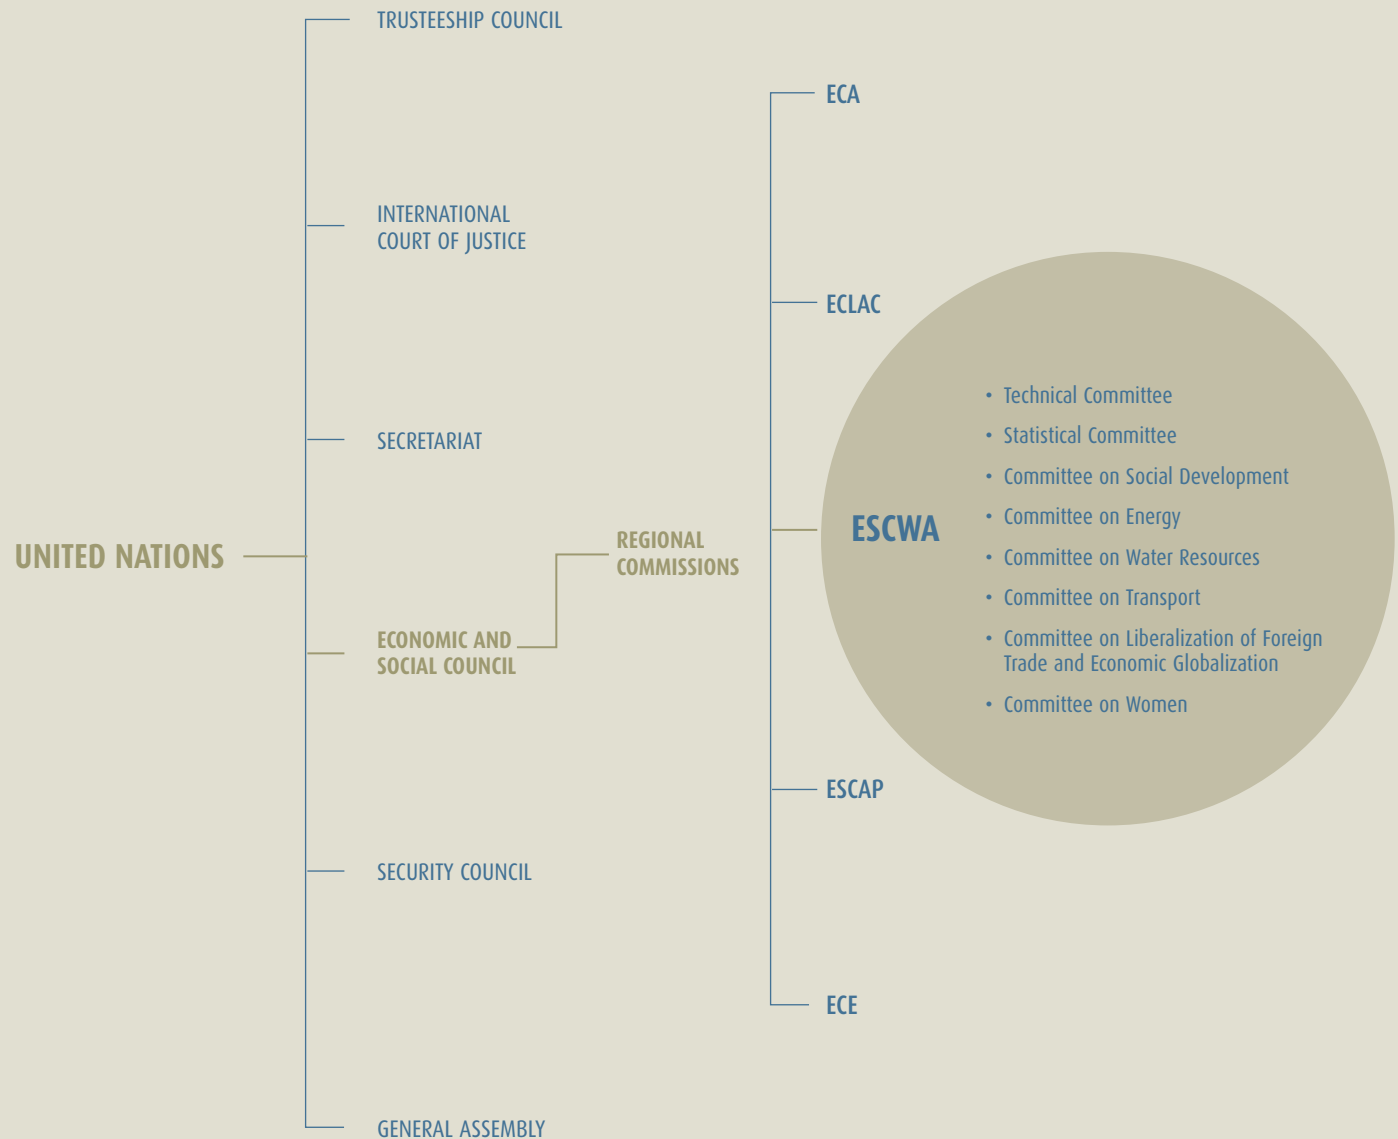 TRUSTEESHIP COUNCIL
ECA
INTERNATIONAL
COURT OF JUSTICE
ECLAC
• Technical Committee
• Statistical Committee
SECRETARIAT
• Committee on Social Development
• Committee on Energy
ESCWA
REGIONAL
COMMISSIONS
UNITED NATIONS
• Committee on Water Resources
• Committee on Transport
ECONOMIC AND
SOCIAL COUNCIL
• Committee on Liberalization of Foreign
Trade and Economic Globalization
• Committee on Women
ESCAP
SECURITY COUNCIL
ECE
GENERAL ASSEMBLY